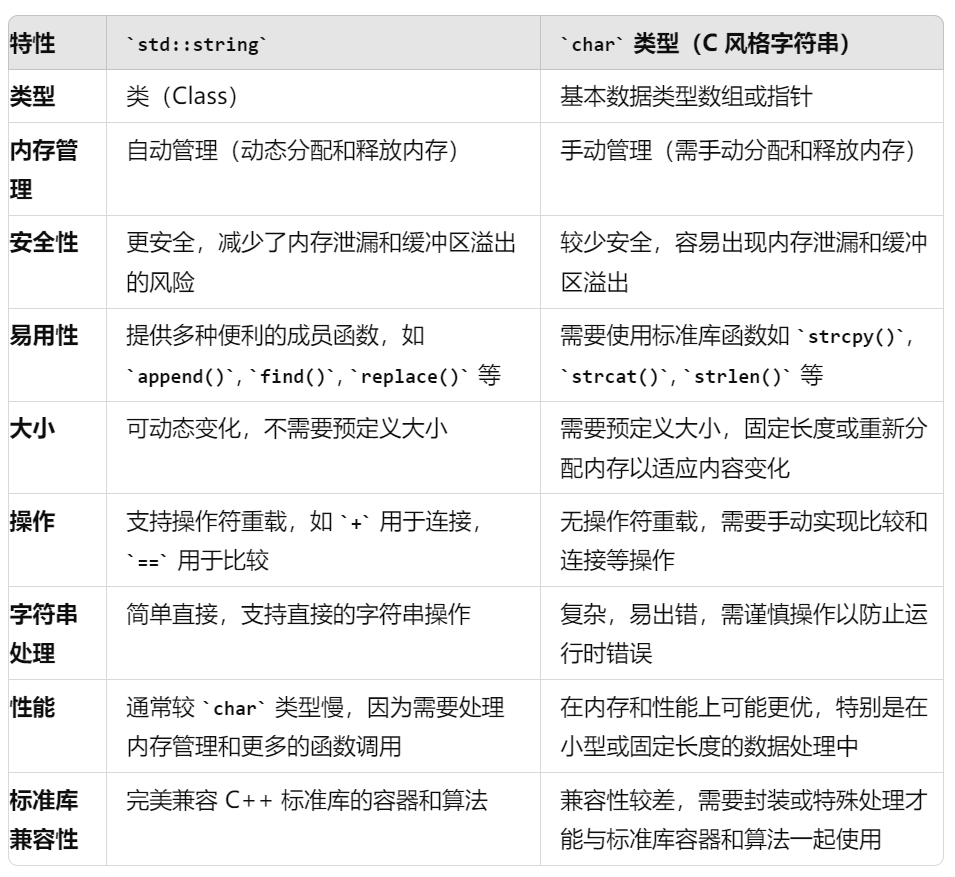 特性 `std::string` `char` 类型（C 风格字符串）
类型 类（Class） 基本数据类型数组或指针
内存管 自动管理（动态分配和释放内存） 手动管理（需手动分配和释放内存）
理
安全性 更安全，减少了内存泄漏和缓冲区溢出 较少安全，容易出现内存泄漏和缓冲
的风险 区溢出
易用性 提供多种便利的成员函数，如 需要使用标准库函数如 `strcpy()`,
`append()`, `find()`, `replace()` 等 `strcat()`, `strlen()` 等
大小 可动态变化，不需要预定义大小 需要预定义大小，固定长度或重新分
配内存以适应内容变化
操作 支持操作符重载，如 `+` 用于连接， 无操作符重载，需要手动实现比较和
`==` 用于比较 连接等操作
字符串 简单直接，支持直接的字符串操作 复杂，易出错，需谨慎操作以防止运
处理 行时错误
性能 通常较 `char` 类型慢，因为需要处理 在内存和性能上可能更优，特别是在
内存管理和更多的函数调用 小型或固定长度的数据处理中
标准库 完美兼容 C++ 标准库的容器和算法 兼容性较差，需要封装或特殊处理才
兼容性 能与标准库容器和算法一起使用